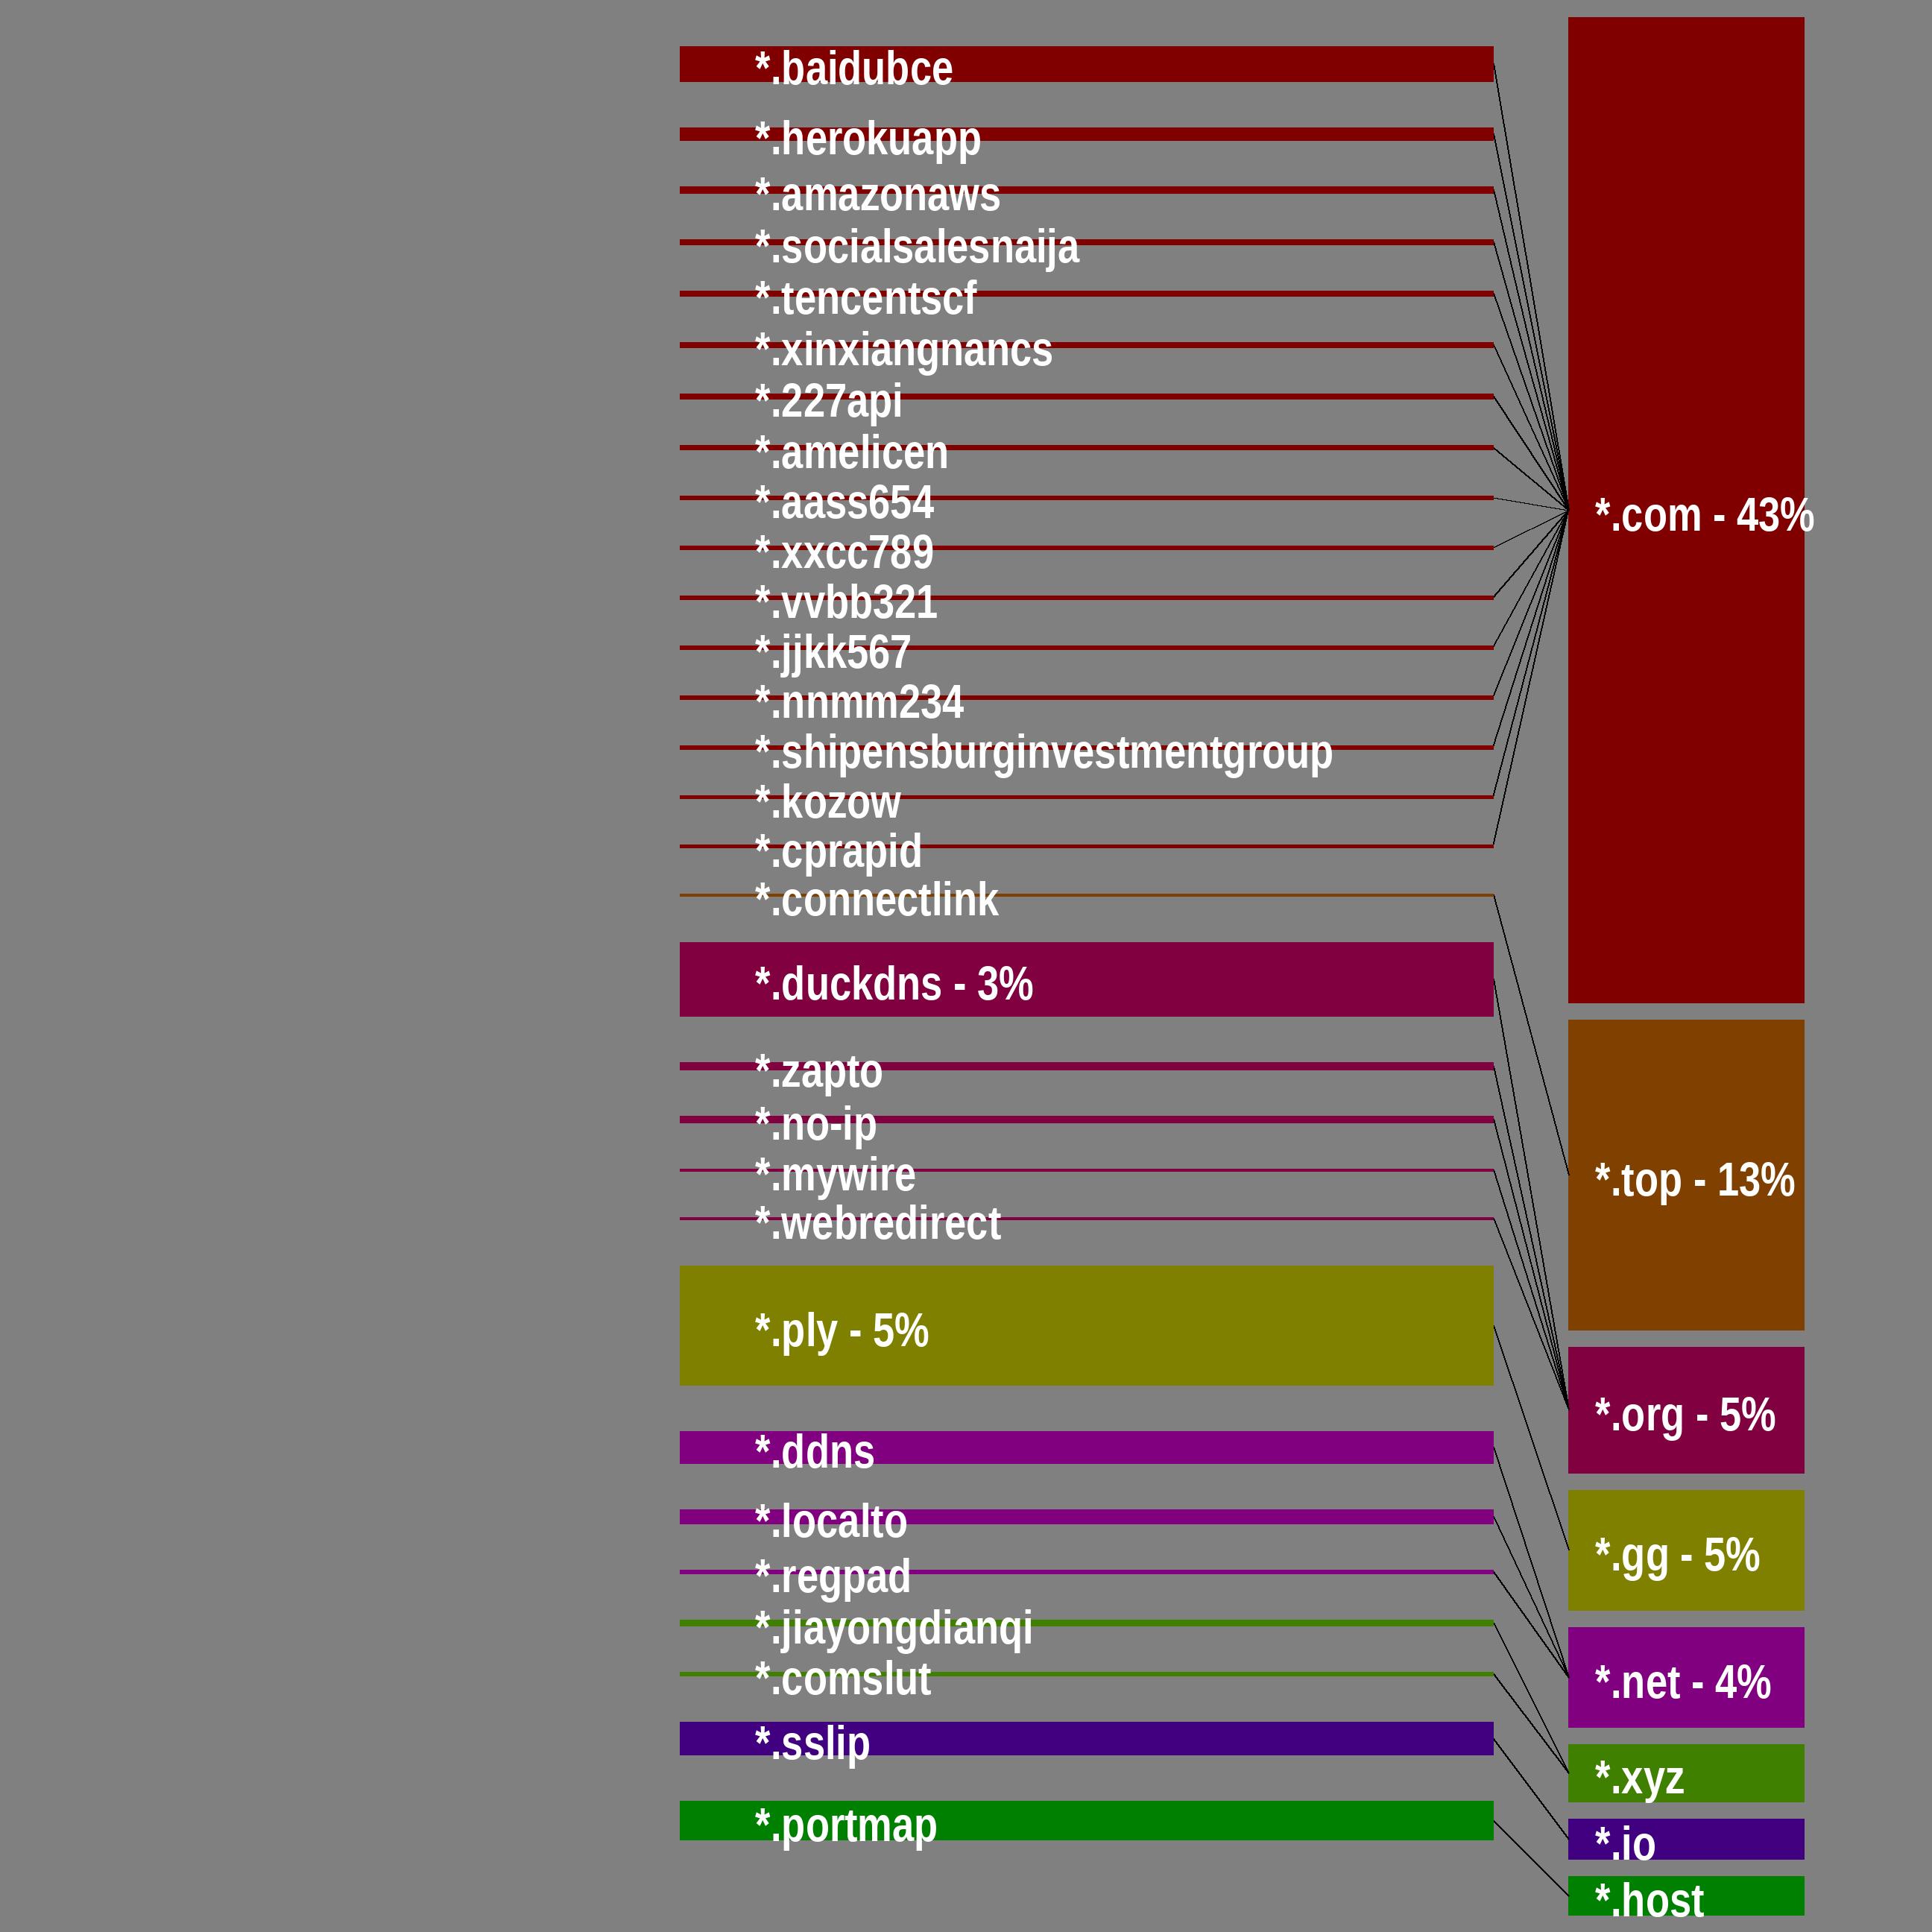 *.baidubce
*.herokuapp
*.amazonaws
*.socialsalesnaija
*.tencentscf
*.xinxiangnancs
*.227api
*.amelicen
*.aass654
*.xxcc789
*.vvbb321
*.jjkk567
*.nnmm234
*.shipensburginvestmentgroup
*.kozow
*.cprapid
*.connectlink
*.duckdns - 3%
*.zapto
*.no-ip
*.mywire
*.webredirect
*.ply - 5%
*.ddns
*.localto
*.regpad
*.jiayongdianqi
*.comslut
*.sslip
*.portmap
*.com - 43%
*.top - 13%
*.org - 5%
*.gg - 5%
*.net - 4%
*.xyz
*.io
*.host